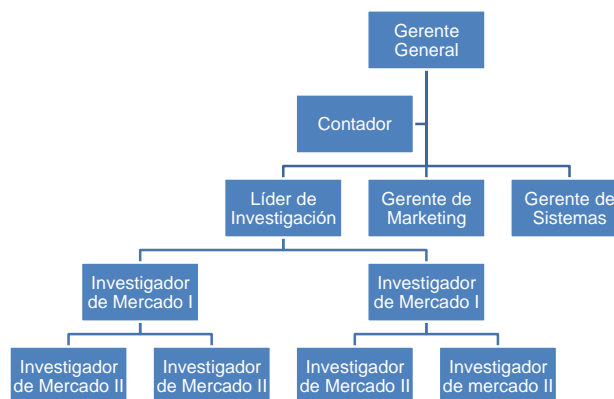 Gerente
General
Contador
Líder de
Investigación
Gerente de
Marketing
Gerente de
Sistemas
Investigador
de Mercado I
Investigador
de Mercado I
Investigador
de Mercado II
Investigador
de Mercado II
Investigador
de Mercado II
Investigador
de mercado II